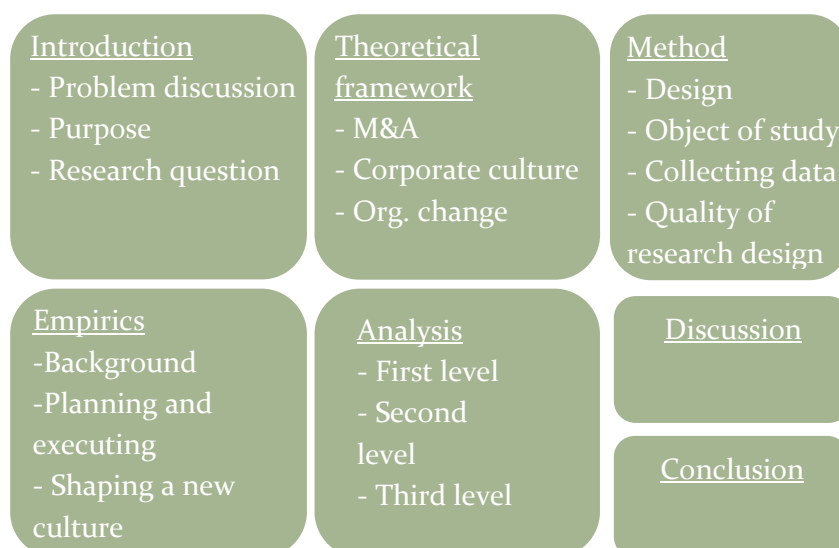 Introduction
- Problem discussion
- Purpose
- Research question
Theoretical
framework
- M&A
- Corporate culture
- Org. change
Method
- Design
- Object of study
- Collecting data
- Quality of
research design
Empirics
-Background
-Planning and
executing
- Shaping a new
culture
Analysis
- First level
- Second
level
- Third level
Discussion
Conclusion